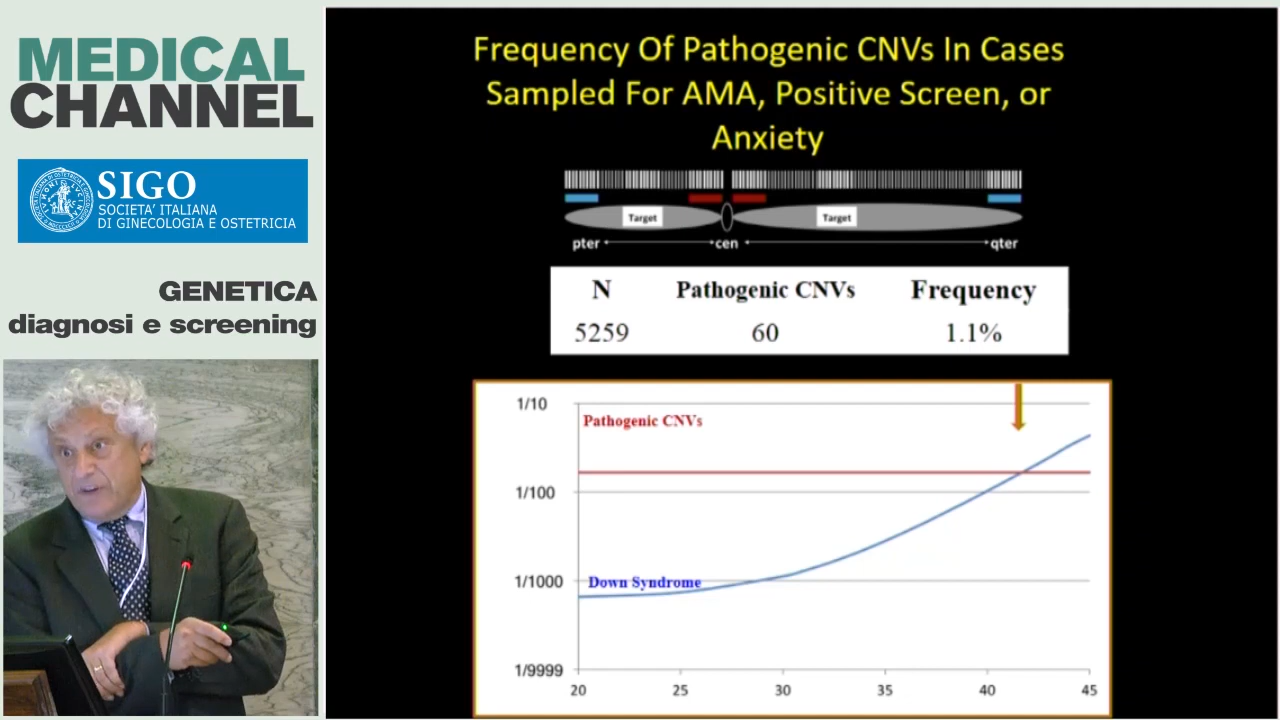 MEDICAL
CHANNEL
SIGO
SOCIETA' ITALIANA
DI GINECOLOGIA E OSTETRICIA
GENETICA
diagnosi e screening
Frequency Of Pathogenic CNVs In Cases
Sampled For AMA, Positive Screen, or
Anxiety
Target
Target
pter
cen
qter
N Pathogenic CNVs Frequency
5259 60 1.1%
1/10
Pathogenic CNVs
1/100
1/1000
Down Syndrome
1/9999
20 25 30 35 40 45